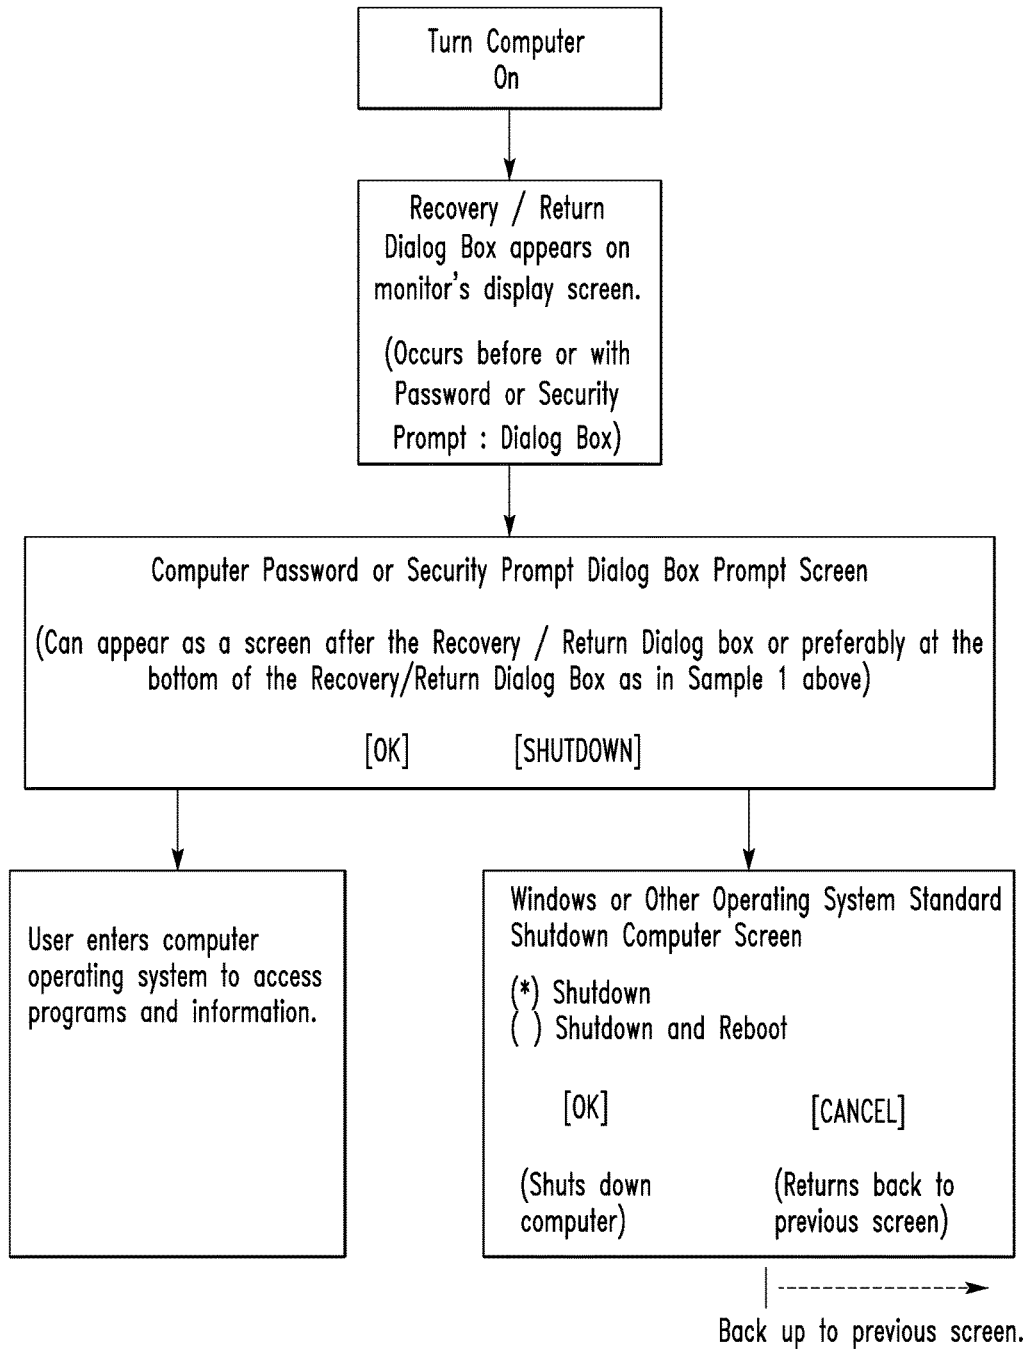 Turn Computer
On
Recovery / Return
Dialog Box appears on
monitor's display screen.
(Occurs before or with
Password or Security
Prompt : Dialog Box)
Computer Password or Security Prompt Dialog Box Prompt Screen
(Can appear as a screen after the Recovery / Return Dialog box or preferably at the
bottom of the Recovery/Return Dialog Box as in Sample 1 above)
[OK] [SHUTDOWN]
User enters computer
operating system to access
programs and information.
Windows or Other Operating System Standard
Shutdown Computer Screen
(*) Shutdown
( ) Shutdown and Reboot
[OK] [CANCEL]
(Shuts down
computer)
(Returns back to
previous screen)
Back up to previous screen.